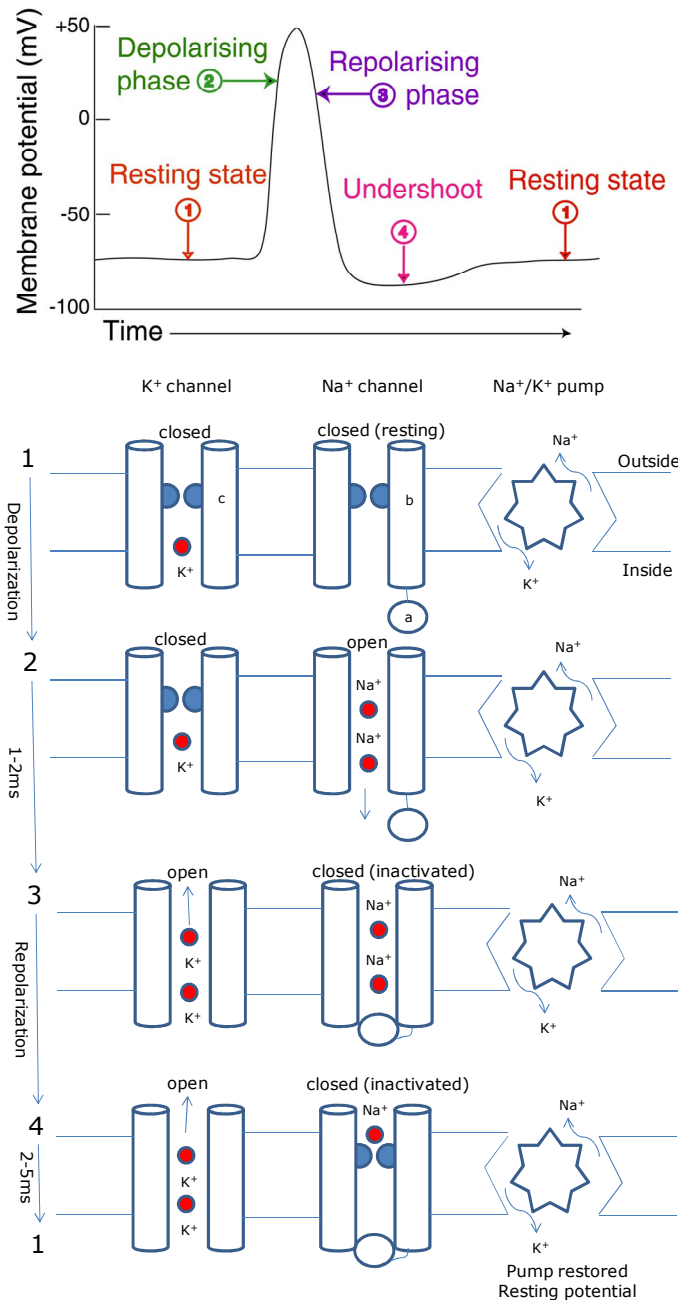 Membrane potential (mV)
+50
0
-50
-100
Depolarising
phase ②
Repolarising
③ phase
Resting state
①
Undershoot
④
Resting state
①
Time
K⁺ channel
Na⁺ channel
Na⁺/K⁺ pump
1
closed
closed (resting)
Na⁺
Outside
c
b
K⁺
K⁺
Inside
a
Depolarization
2
closed
open
Na⁺
Na⁺
Na⁺
K⁺
K⁺
1-2ms
3
open
closed (inactivated)
Na⁺
Na⁺
K⁺
Na⁺
K⁺
K⁺
Repolarization
4
open
closed (inactivated)
Na⁺
Na⁺
K⁺
K⁺
K⁺
2-5ms
1
Pump restored
Resting potential